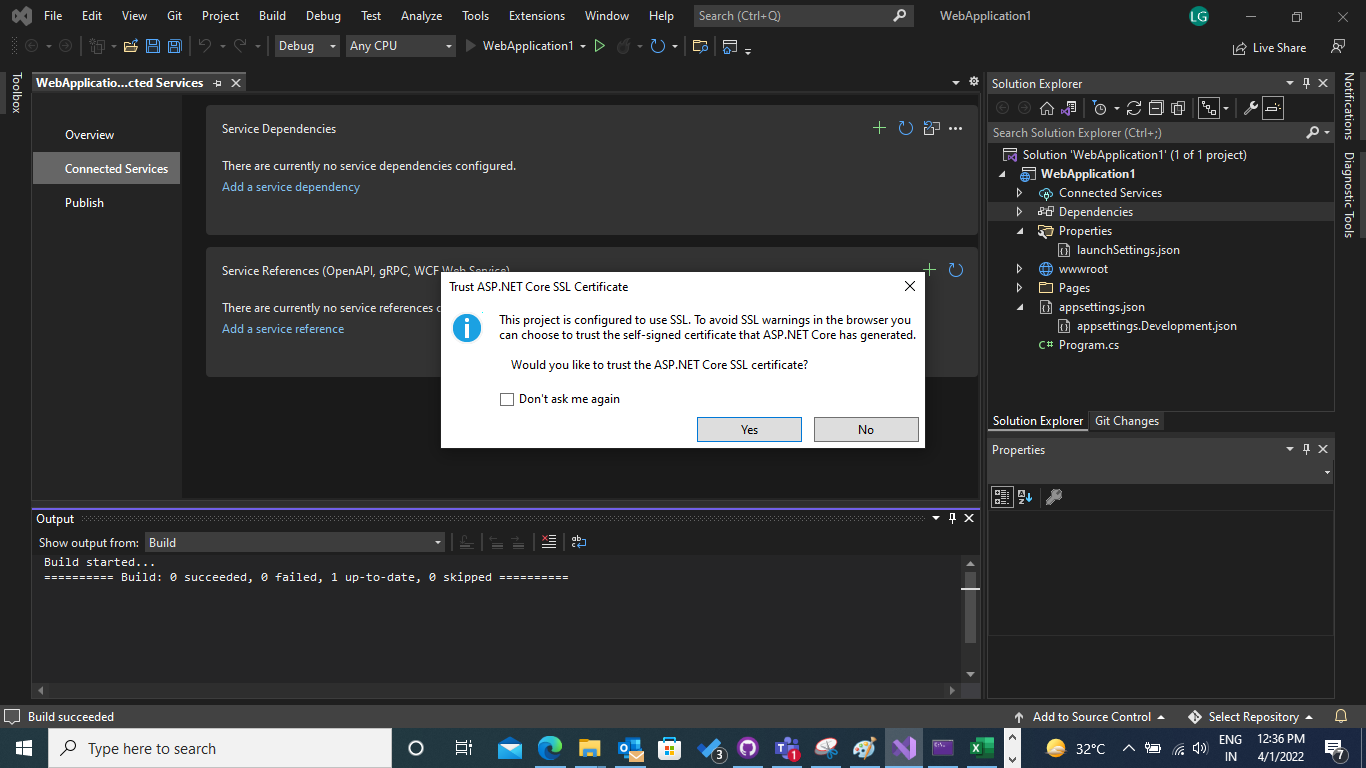 File Edit View Git Project Build Debug Test Analyze Tools Extensions Window Help Search (Ctrl+Q) WebApplication1 LG
Debug Any CPU WebApplication1 Live Share
Toolbox
WebApplicatio...cted Services
Overview
Connected Services
Publish
Service Dependencies
There are currently no service dependencies configured.
Add a service dependency
Service References (OpenAPI, gRPC, WCF Web Service)
There are currently no service references c
Add a service reference
Trust ASP.NET Core SSL Certificate
This project is configured to use SSL. To avoid SSL warnings in the browser you
can choose to trust the self-signed certificate that ASP.NET Core has generated.
Would you like to trust the ASP.NET Core SSL certificate?
Don't ask me again
Yes No
Solution Explorer
Search Solution Explorer (Ctrl+;)
Solution 'WebApplication1' (1 of 1 project)
WebApplication1
Connected Services
Dependencies
Properties
launchSettings.json
wwwroot
Pages
appsettings.json
appsettings.Development.json
C# Program.cs
Solution Explorer Git Changes
Properties
Notifications
Diagnostic Tools
Output
Show output from: Build
Build started...
========== Build: 0 succeeded, 0 failed, 1 up-to-date, 0 skipped ==========
Build succeeded Add to Source Control Select Repository
Type here to search
3
1
32°C
ENG
IN
12:36 PM
4/1/2022
7